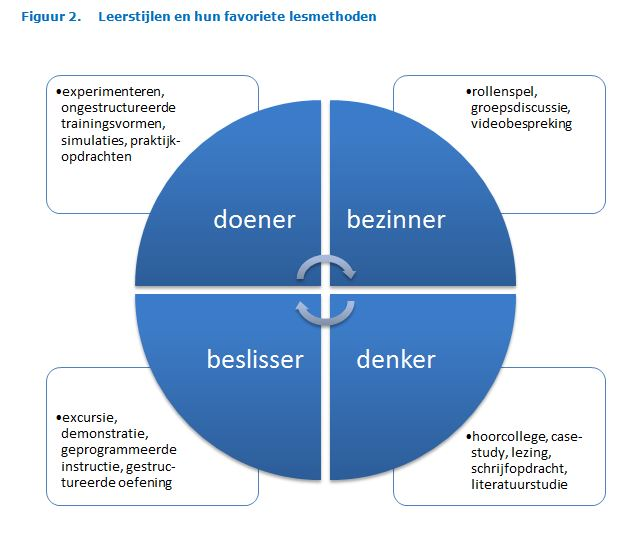 Figuur 2. Leerstijlen en hun favoriete lesmethoden
•experimenteren,
ongestructureerde
trainingsvormen,
simulaties, praktijk-
opdrachten
•rollenspel,
groepsdiscussie,
videobespreking
doener
bezinner
beslisser
denker
•excursie,
demonstratie,
geprogrammeerde
instructie, gestruc-
tureerde oefening
•hoorcollege, case-
study, lezing,
schrijfopdracht,
literatuurstudie